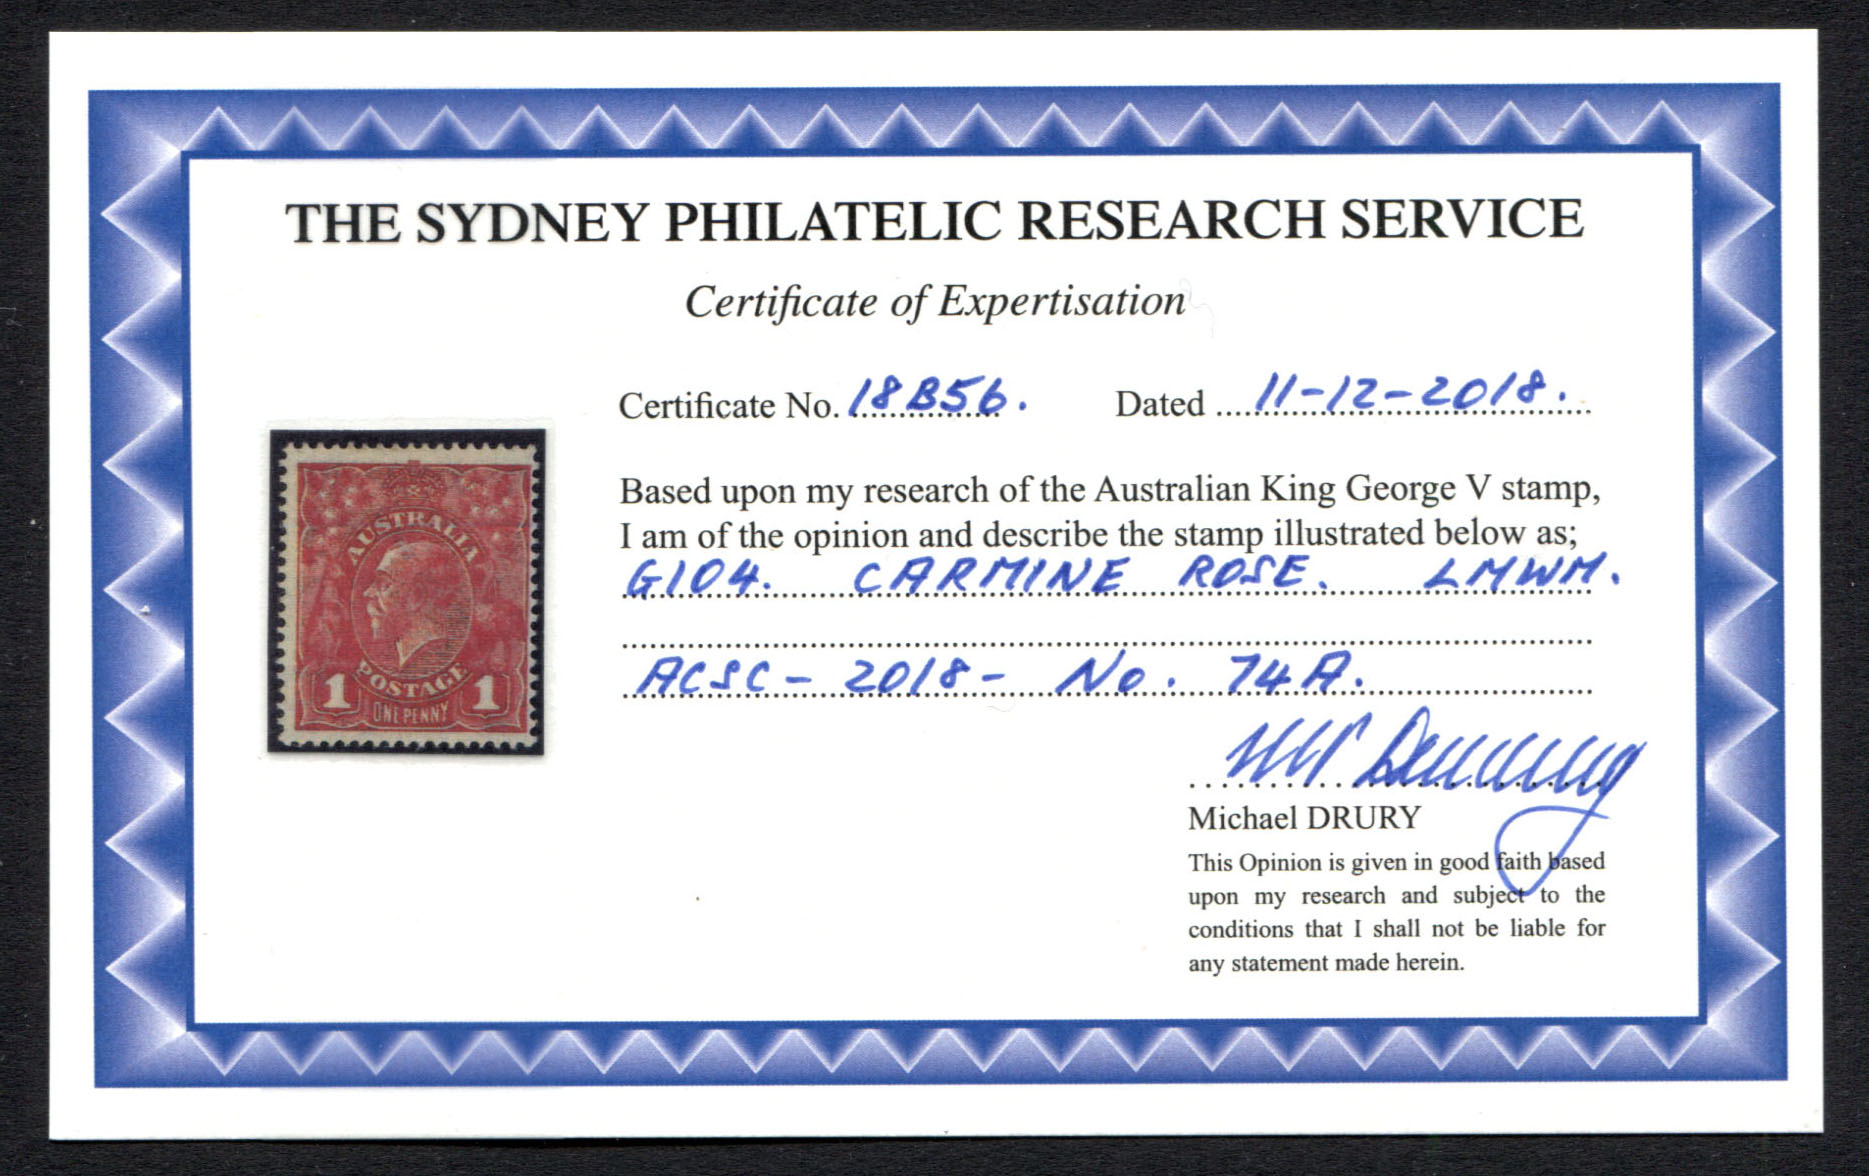 THE SYDNEY PHILATELIC RESEARCH SERVICE
Certificate of Expertisation
Certificate No. 18B56. Dated 11-12-2018.
Based upon my research of the Australian King George V stamp,
I am of the opinion and describe the stamp illustrated below as;
G104. CARMINE ROSE. LMWM.
ACSC - 2018 - No. 74A.
AUSTRALIA
POSTAGE
1 1
ONE PENNY
Michael DRURY
This Opinion is given in good faith based
upon my research and subject to the
conditions that I shall not be liable for
any statement made herein.